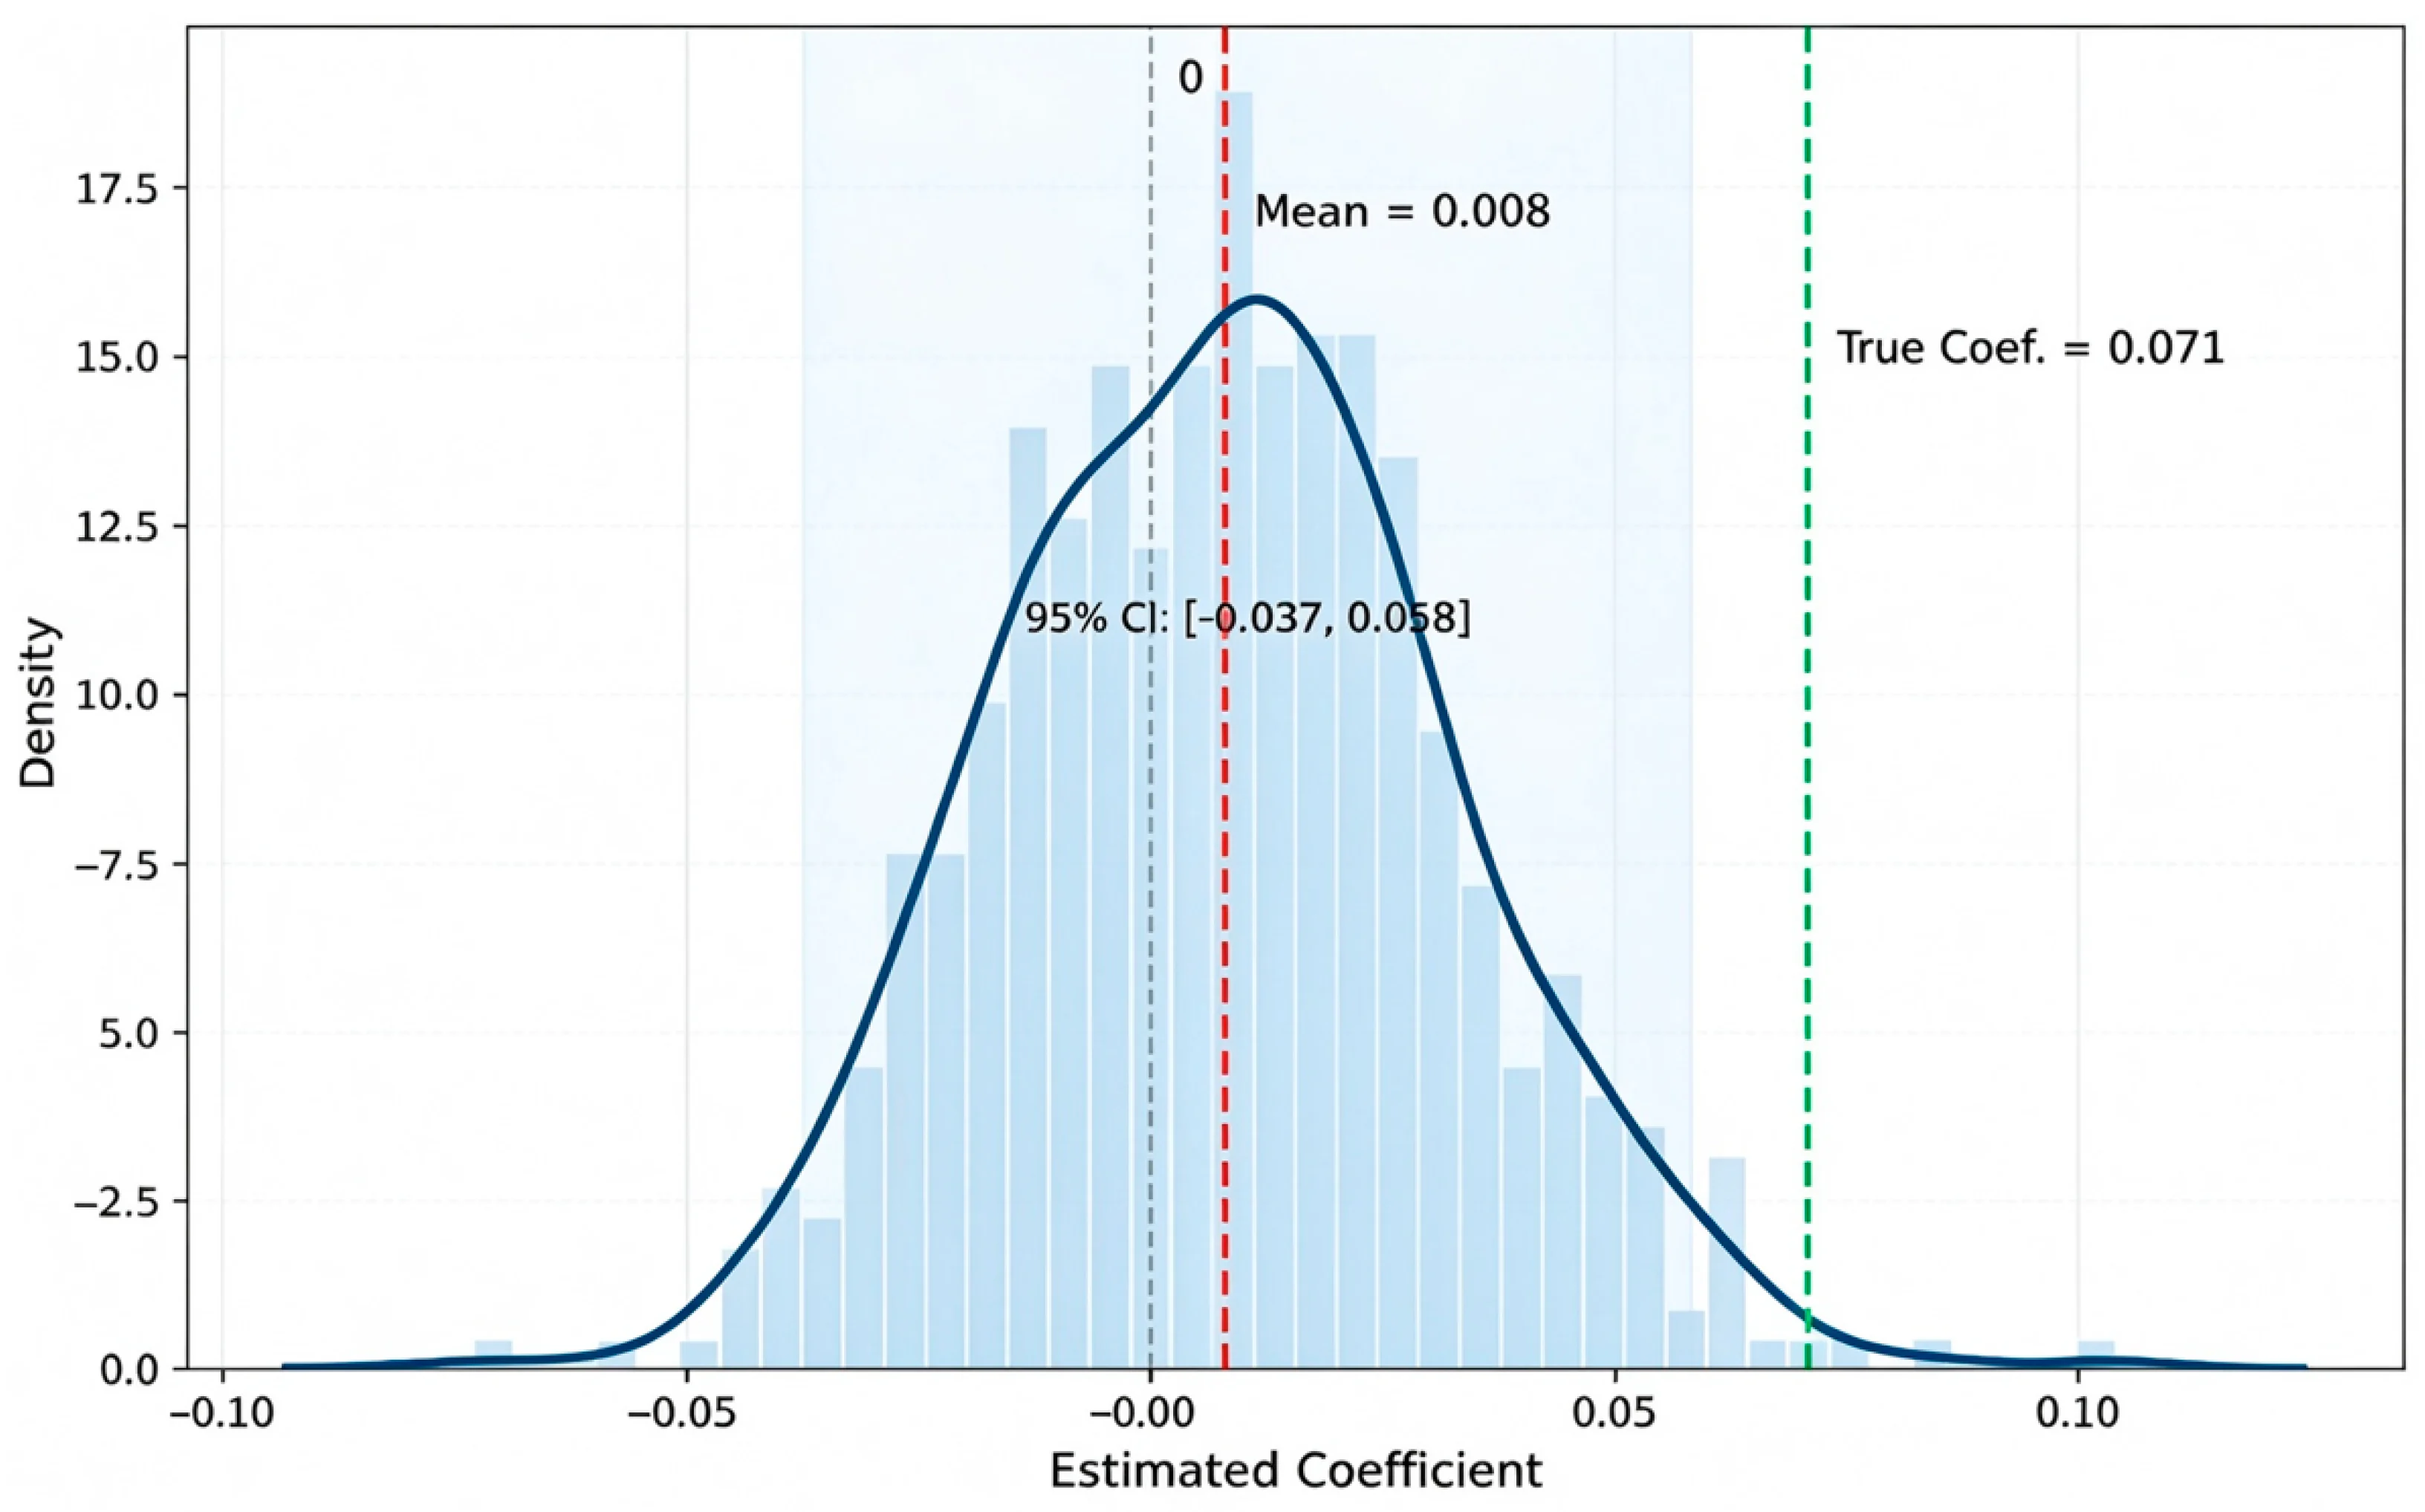 0
17.5
Mean = 0.008
15.0
True Coef. = 0.071
12.5
95% CI: [-0.037, 0.058]
10.0
Density
−7.5
5.0
−2.5
0.0
−0.10
−0.05
−0.00
0.05
0.10
Estimated Coefficient